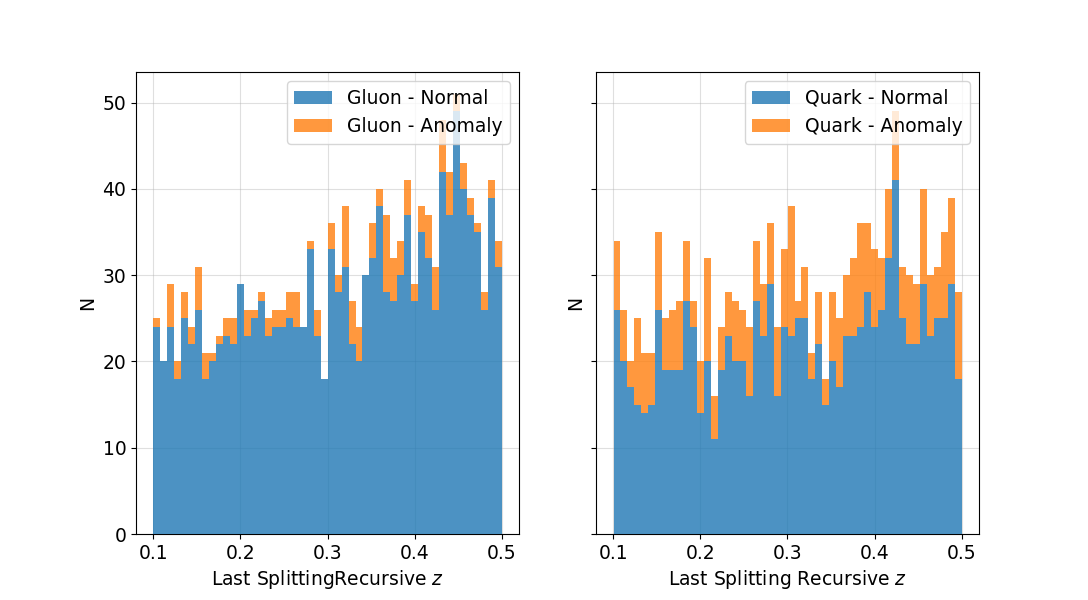 Gluon - Normal
Gluon - Anomaly
50
40
30
20
10
0
N
0.1 0.2 0.3 0.4 0.5
Last SplittingRecursive z
Quark - Normal
Quark - Anomaly
N
0.1 0.2 0.3 0.4 0.5
Last Splitting Recursive z